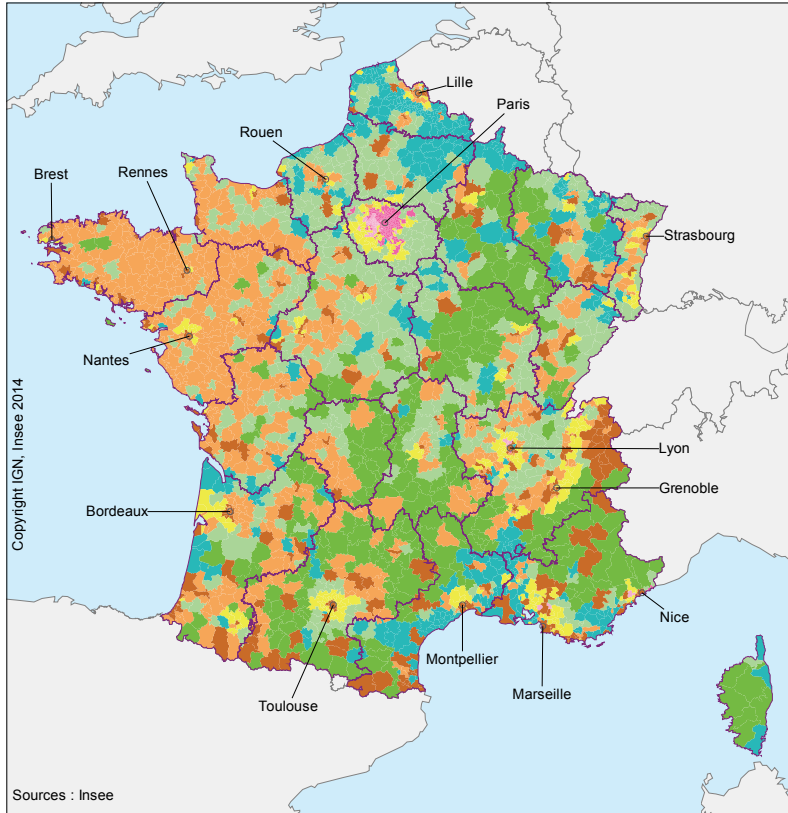 Lille
Paris
Rouen
Brest
Rennes
Strasbourg
Nantes
Lyon
Grenoble
Bordeaux
Nice
Montpellier
Marseille
Toulouse
Copyright IGN, Insee 2014
Sources : Insee